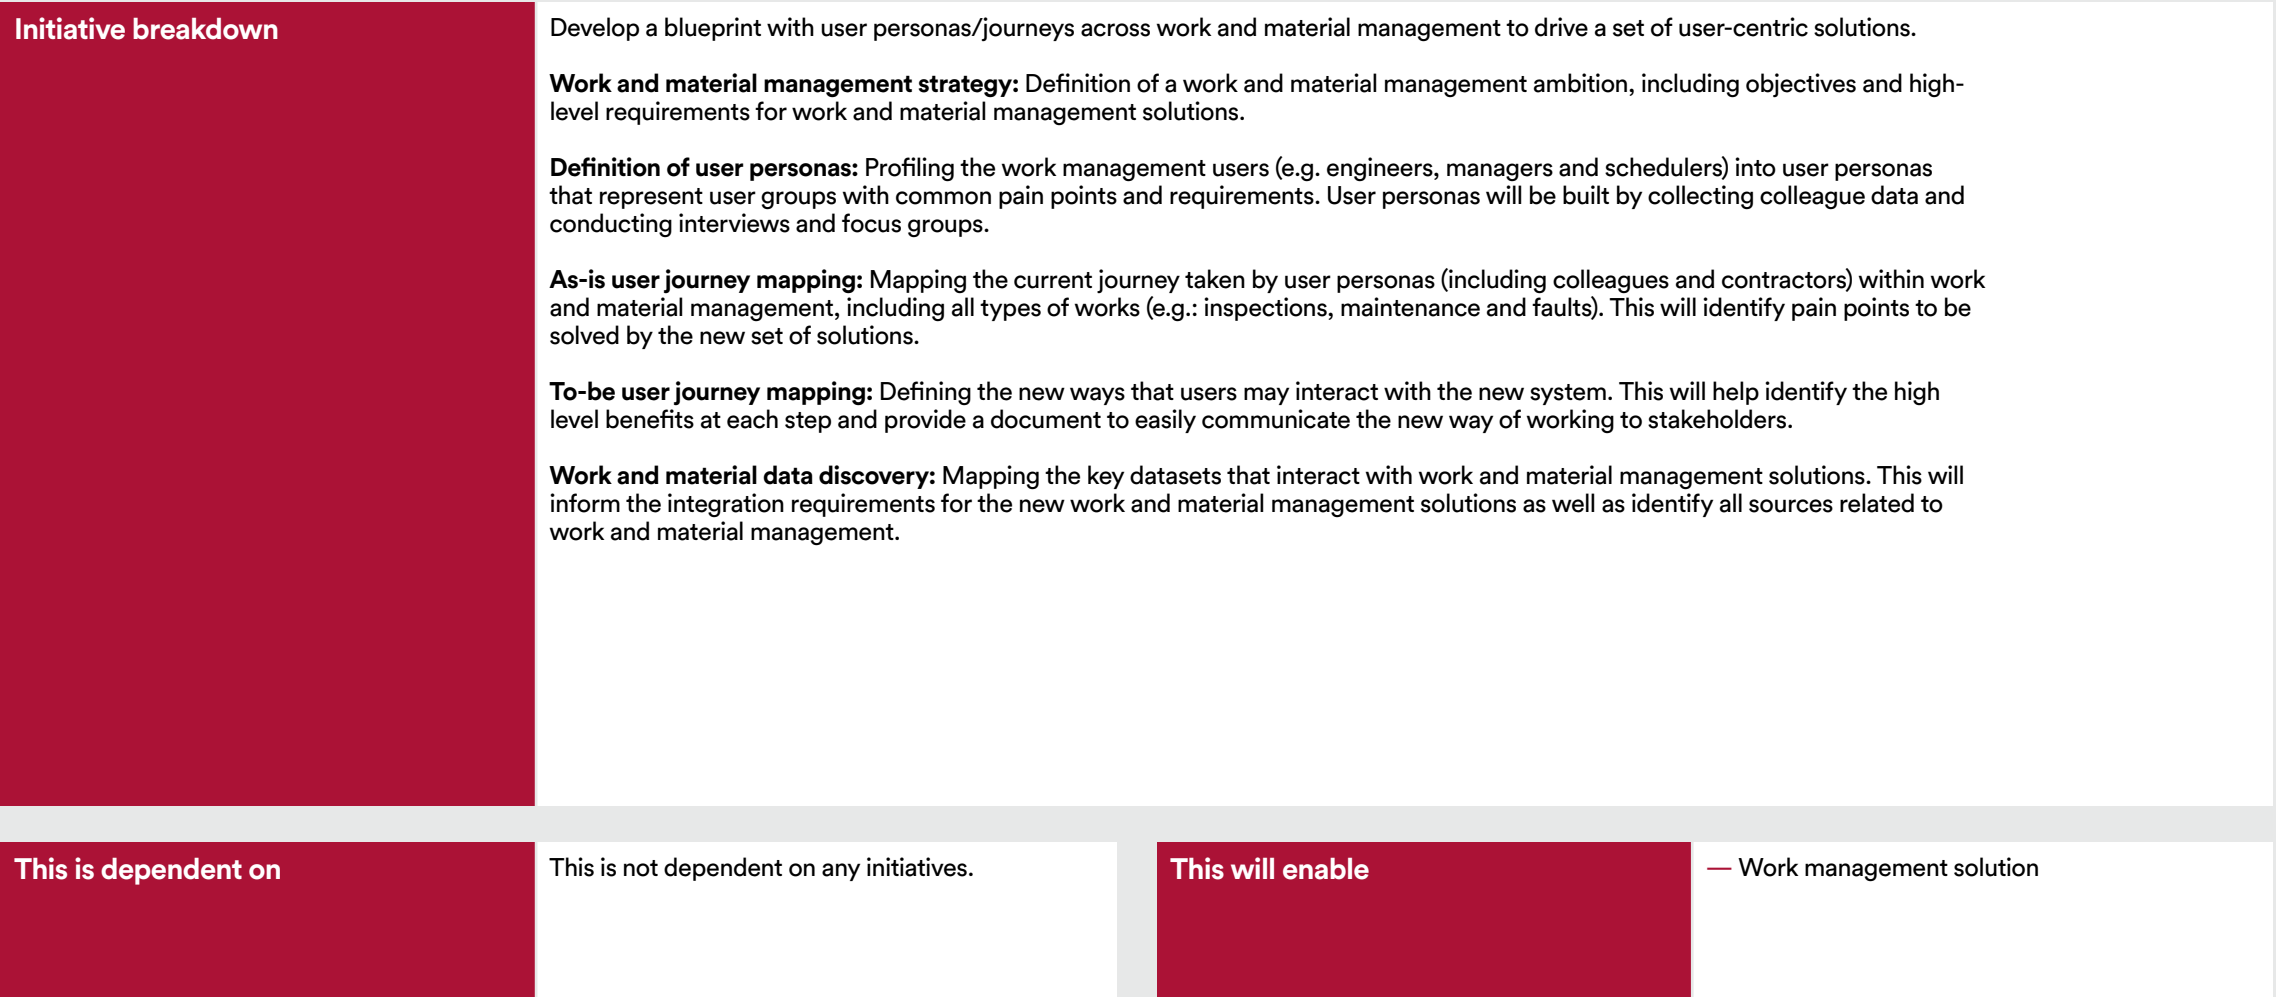 Initiative breakdown
Develop a blueprint with user personas/journeys across work and material management to drive a set of user-centric solutions.
Work and material management strategy: Definition of a work and material management ambition, including objectives and high-
level requirements for work and material management solutions.
Definition of user personas: Profiling the work management users (e.g. engineers, managers and schedulers) into user personas
that represent user groups with common pain points and requirements. User personas will be built by collecting colleague data and
conducting interviews and focus groups.
As-is user journey mapping: Mapping the current journey taken by user personas (including colleagues and contractors) within work
and material management, including all types of works (e.g.: inspections, maintenance and faults). This will identify pain points to be
solved by the new set of solutions.
To-be user journey mapping: Defining the new ways that users may interact with the new system. This will help identify the high
level benefits at each step and provide a document to easily communicate the new way of working to stakeholders.
Work and material data discovery: Mapping the key datasets that interact with work and material management solutions. This will
inform the integration requirements for the new work and material management solutions as well as identify all sources related to
work and material management.
This is dependent on
This is not dependent on any initiatives.
This will enable
— Work management solution